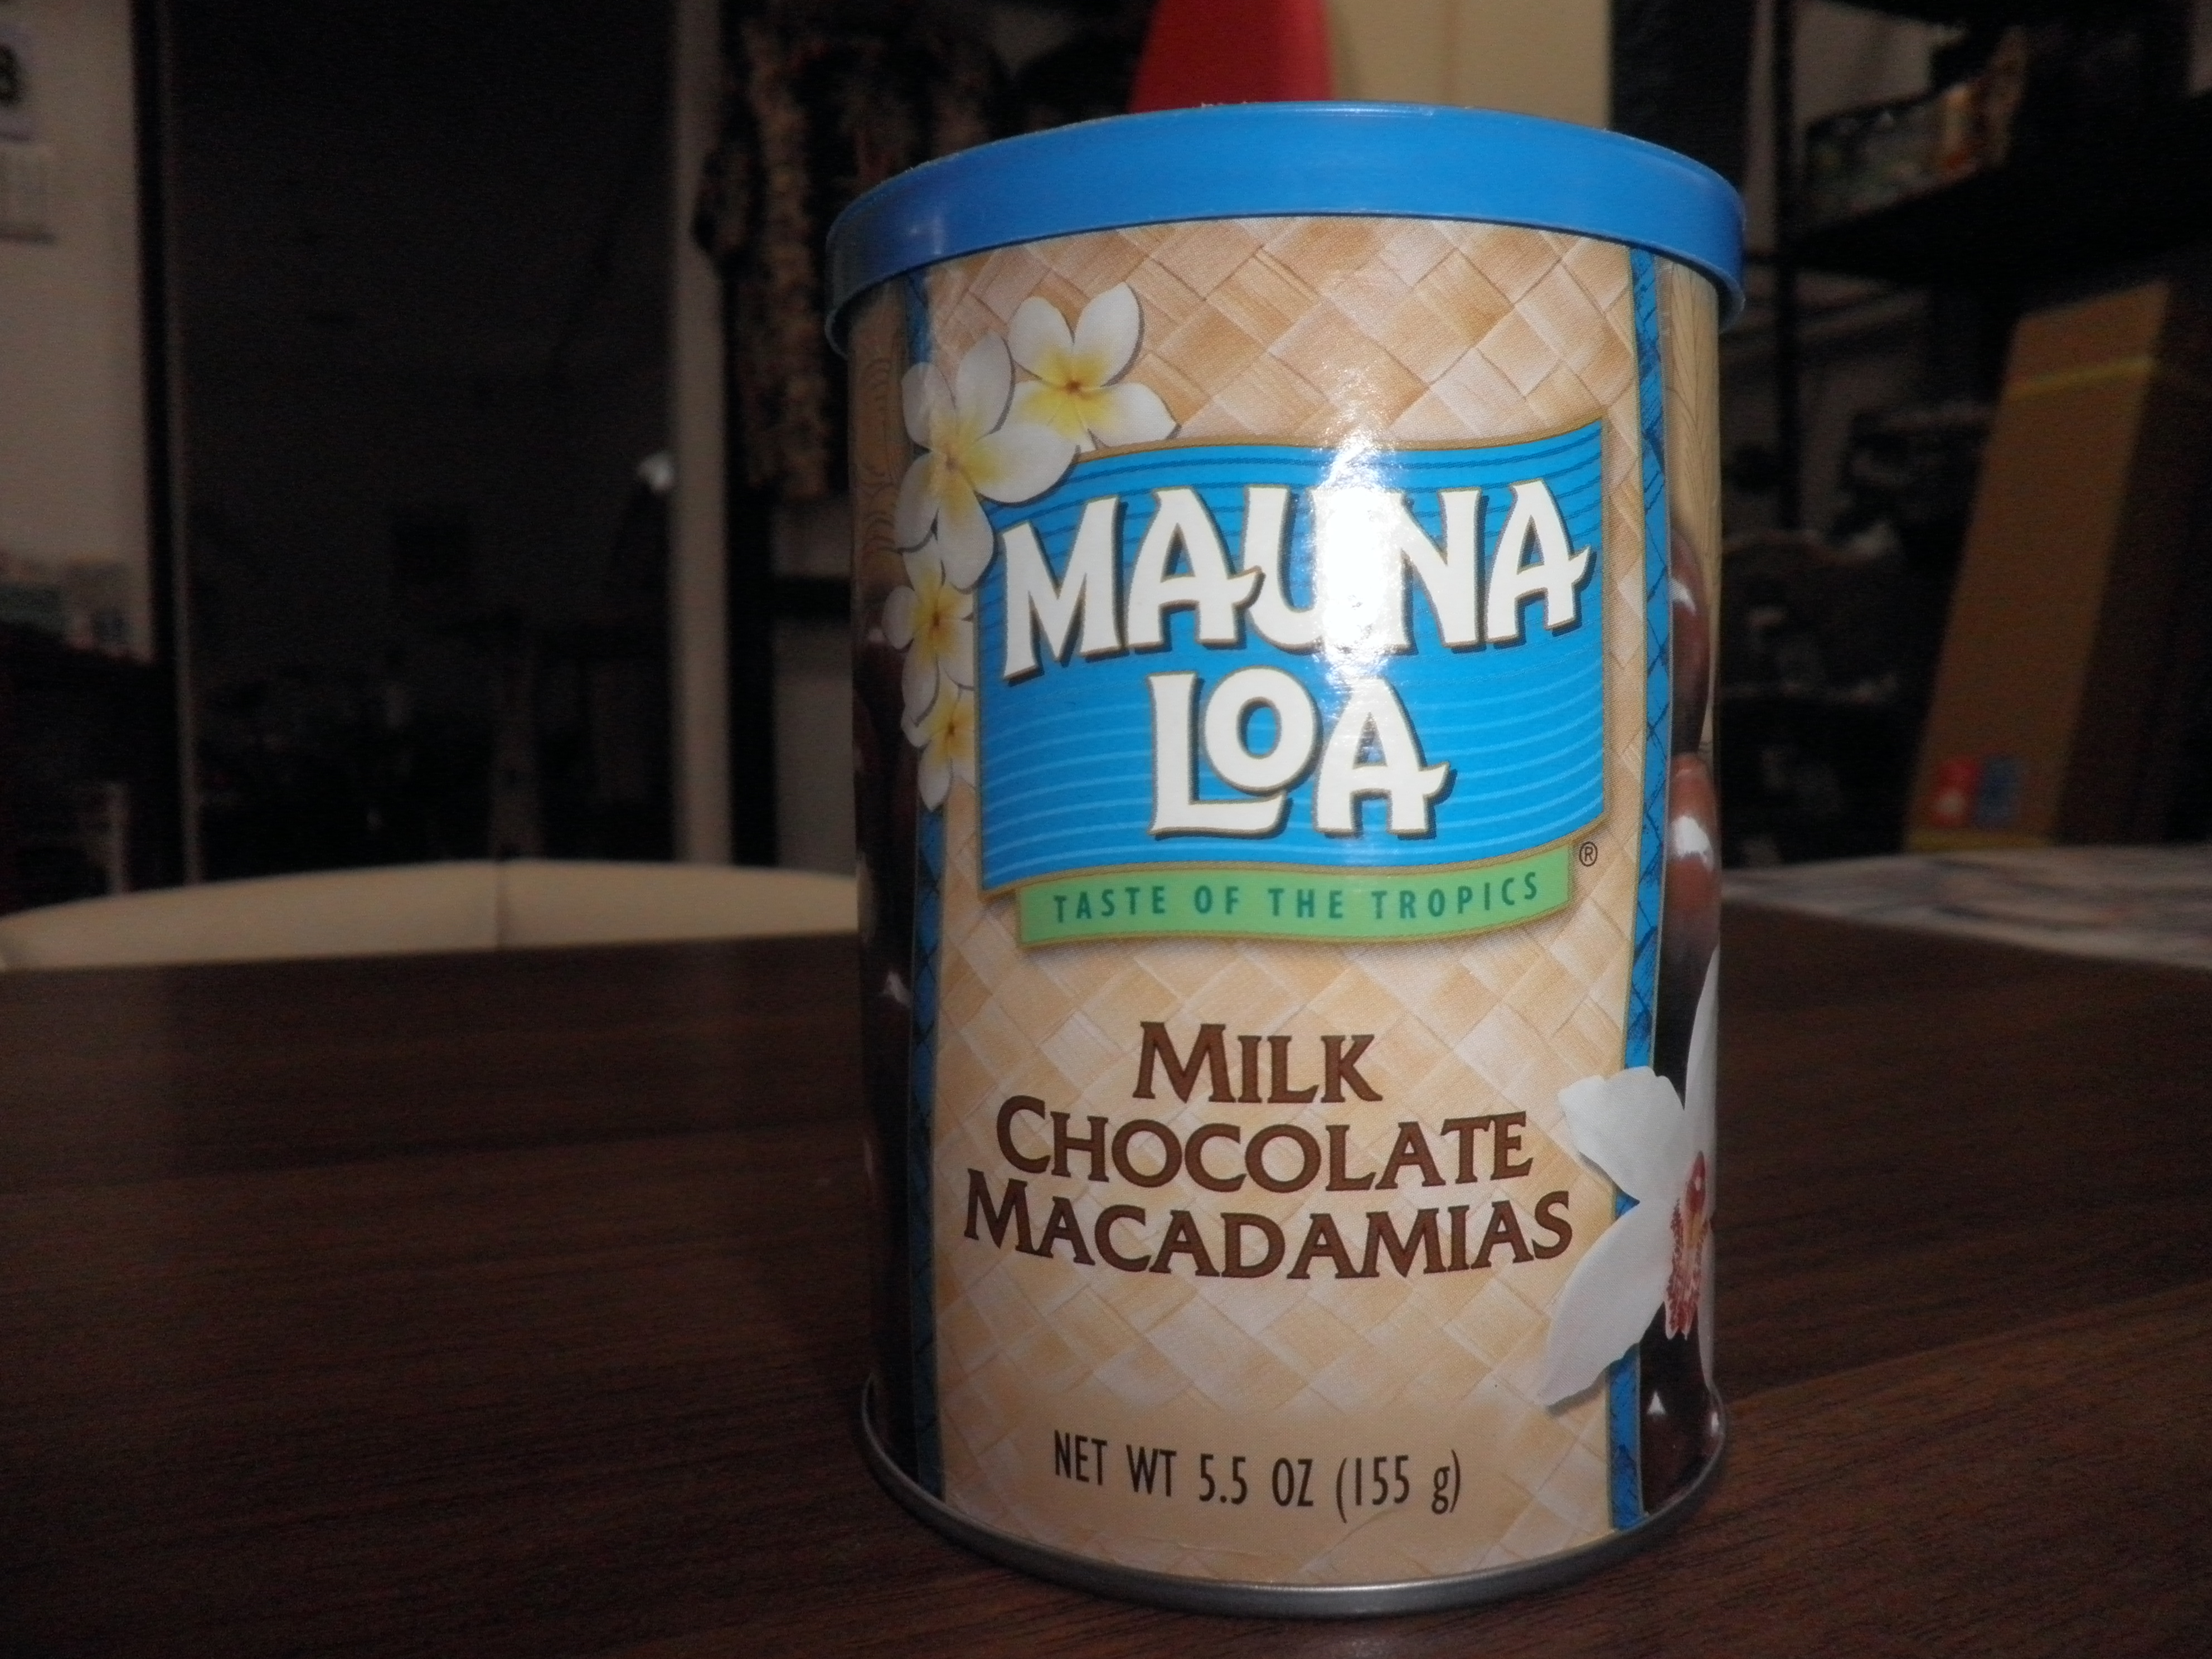 MAUNA
LOA
®
TASTE OF THE TROPICS
MILK
CHOCOLATE
MACADAMIAS
NET WT 5.5 OZ (155 g)